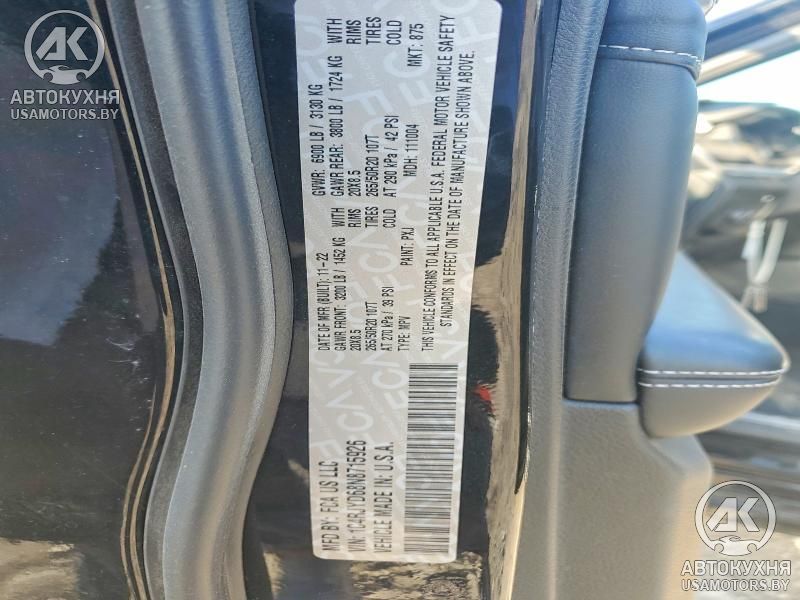 AK
АВТОКУХНЯ
USAMOTORS.BY
MFD BY: FCA US LLC
DATE OF MFR (BUILT): 11-22
GVWR: 6900 LB / 3130 KG
GAWR FRONT: 3200 LB / 1452 KG WITH
GAWR REAR: 3800 LB / 1724 KG WITH
20X8.5 RIMS
20X8.5 RIMS
265/50R20 107T TIRES
265/50R20 107T TIRES
AT 270 kPa / 39 PSI COLD
AT 290 kPa / 42 PSI COLD
VIN: 1C4RJYD68N8715926
TYPE: MPV
PAINT: PXJ
MDH: 111004
MKT: 875
VEHICLE MADE IN: U.S.A.
THIS VEHICLE CONFORMS TO ALL APPLICABLE U.S.A. FEDERAL MOTOR VEHICLE SAFETY
STANDARDS IN EFFECT ON THE DATE OF MANUFACTURE SHOWN ABOVE.
AK
АВТОКУХНЯ
USAMOTORS.BY